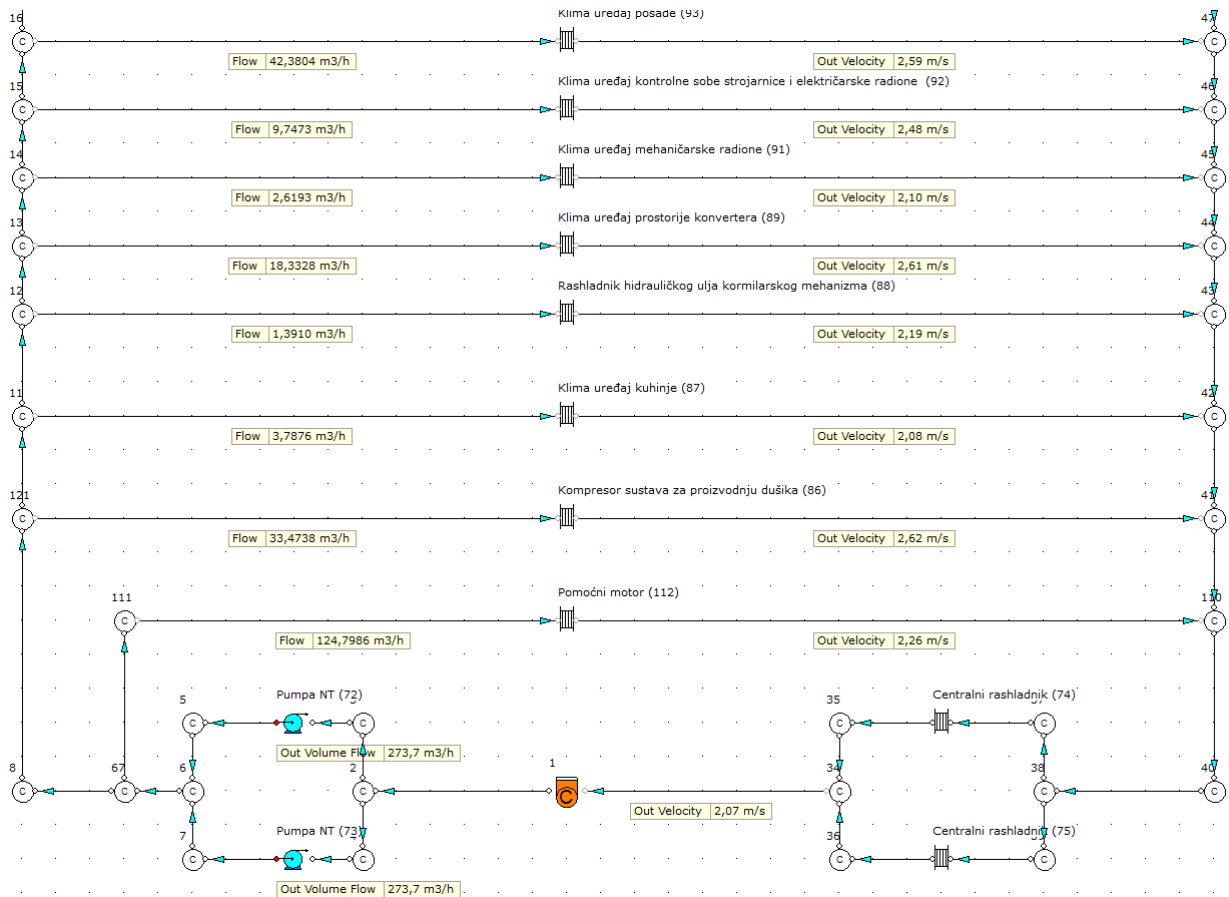 16
Klima uređaj posade (93)
47
C
C
Flow 42,3804 m3/h
Out Velocity 2,59 m/s
15
Klima uređaj kontrolne sobe strojarnice i električarske radione (92)
46
C
C
Flow 9,7473 m3/h
Out Velocity 2,48 m/s
14
Klima uređaj mehaničarske radione (91)
45
C
C
Flow 2,6193 m3/h
Out Velocity 2,10 m/s
13
Klima uređaj prostorije konvertera (89)
44
C
C
Flow 18,3328 m3/h
Out Velocity 2,61 m/s
12
Rashladnik hidrauličkog ulja kormilarskog mehanizma (88)
43
C
C
Flow 1,3910 m3/h
Out Velocity 2,19 m/s
11
Klima uređaj kuhinje (87)
42
C
C
Flow 3,7876 m3/h
Out Velocity 2,08 m/s
121
Kompresor sustava za proizvodnju dušika (86)
41
C
C
Flow 33,4738 m3/h
Out Velocity 2,62 m/s
111
Pomoćni motor (112)
110
C
C
Flow 124,7986 m3/h
Out Velocity 2,26 m/s
5
Pumpa NT (72)
35
Centralni rashladnik (74)
C
C
C
C
Out Volume Flow 273,7 m3/h
8
67
6
2
1
34
38
40
C
C
C
C
C
C
C
C
Out Velocity 2,07 m/s
7
Pumpa NT (73)
36
Centralni rashladnik (75)
C
C
C
C
Out Volume Flow 273,7 m3/h